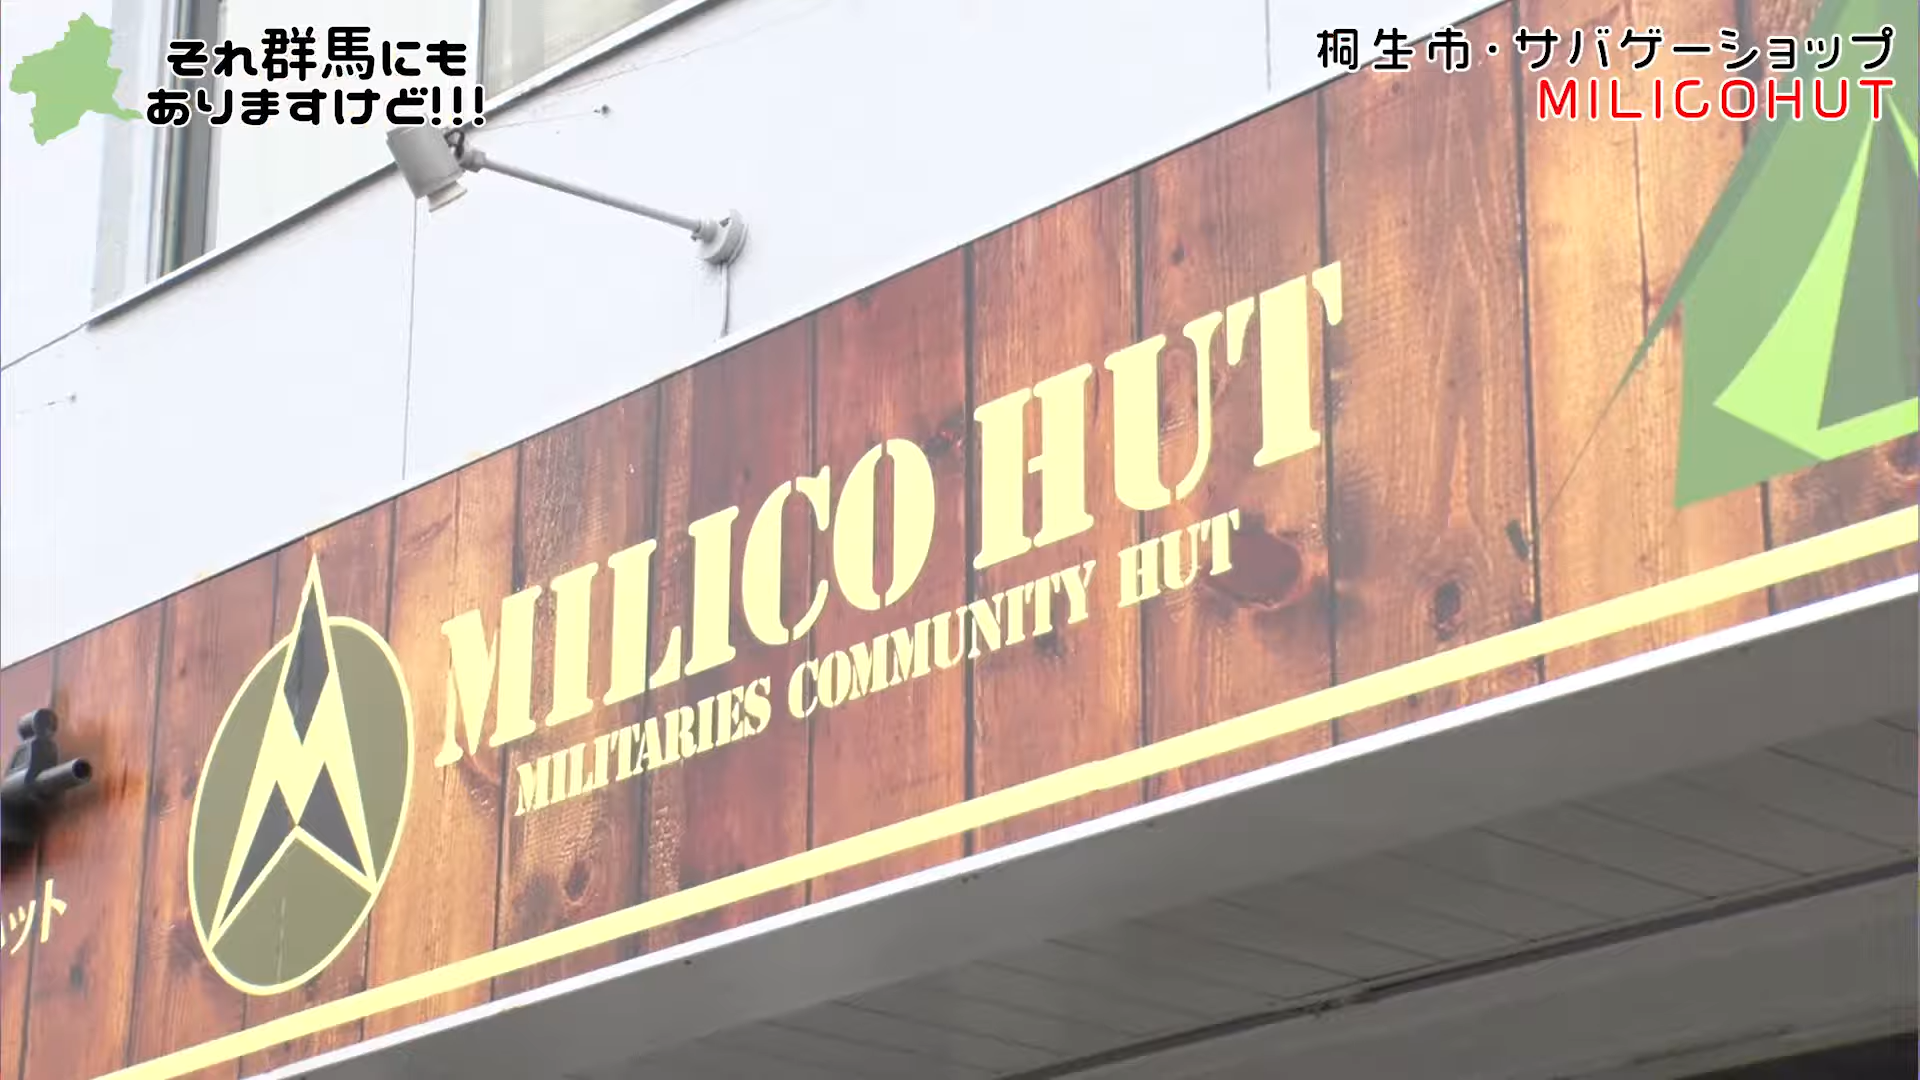 それ群馬にも
ありますけど!!!
桐生市・サバゲーショップ
MILICOHUT
MILICO HUT
MILITARIES COMMUNITY HUT
ット